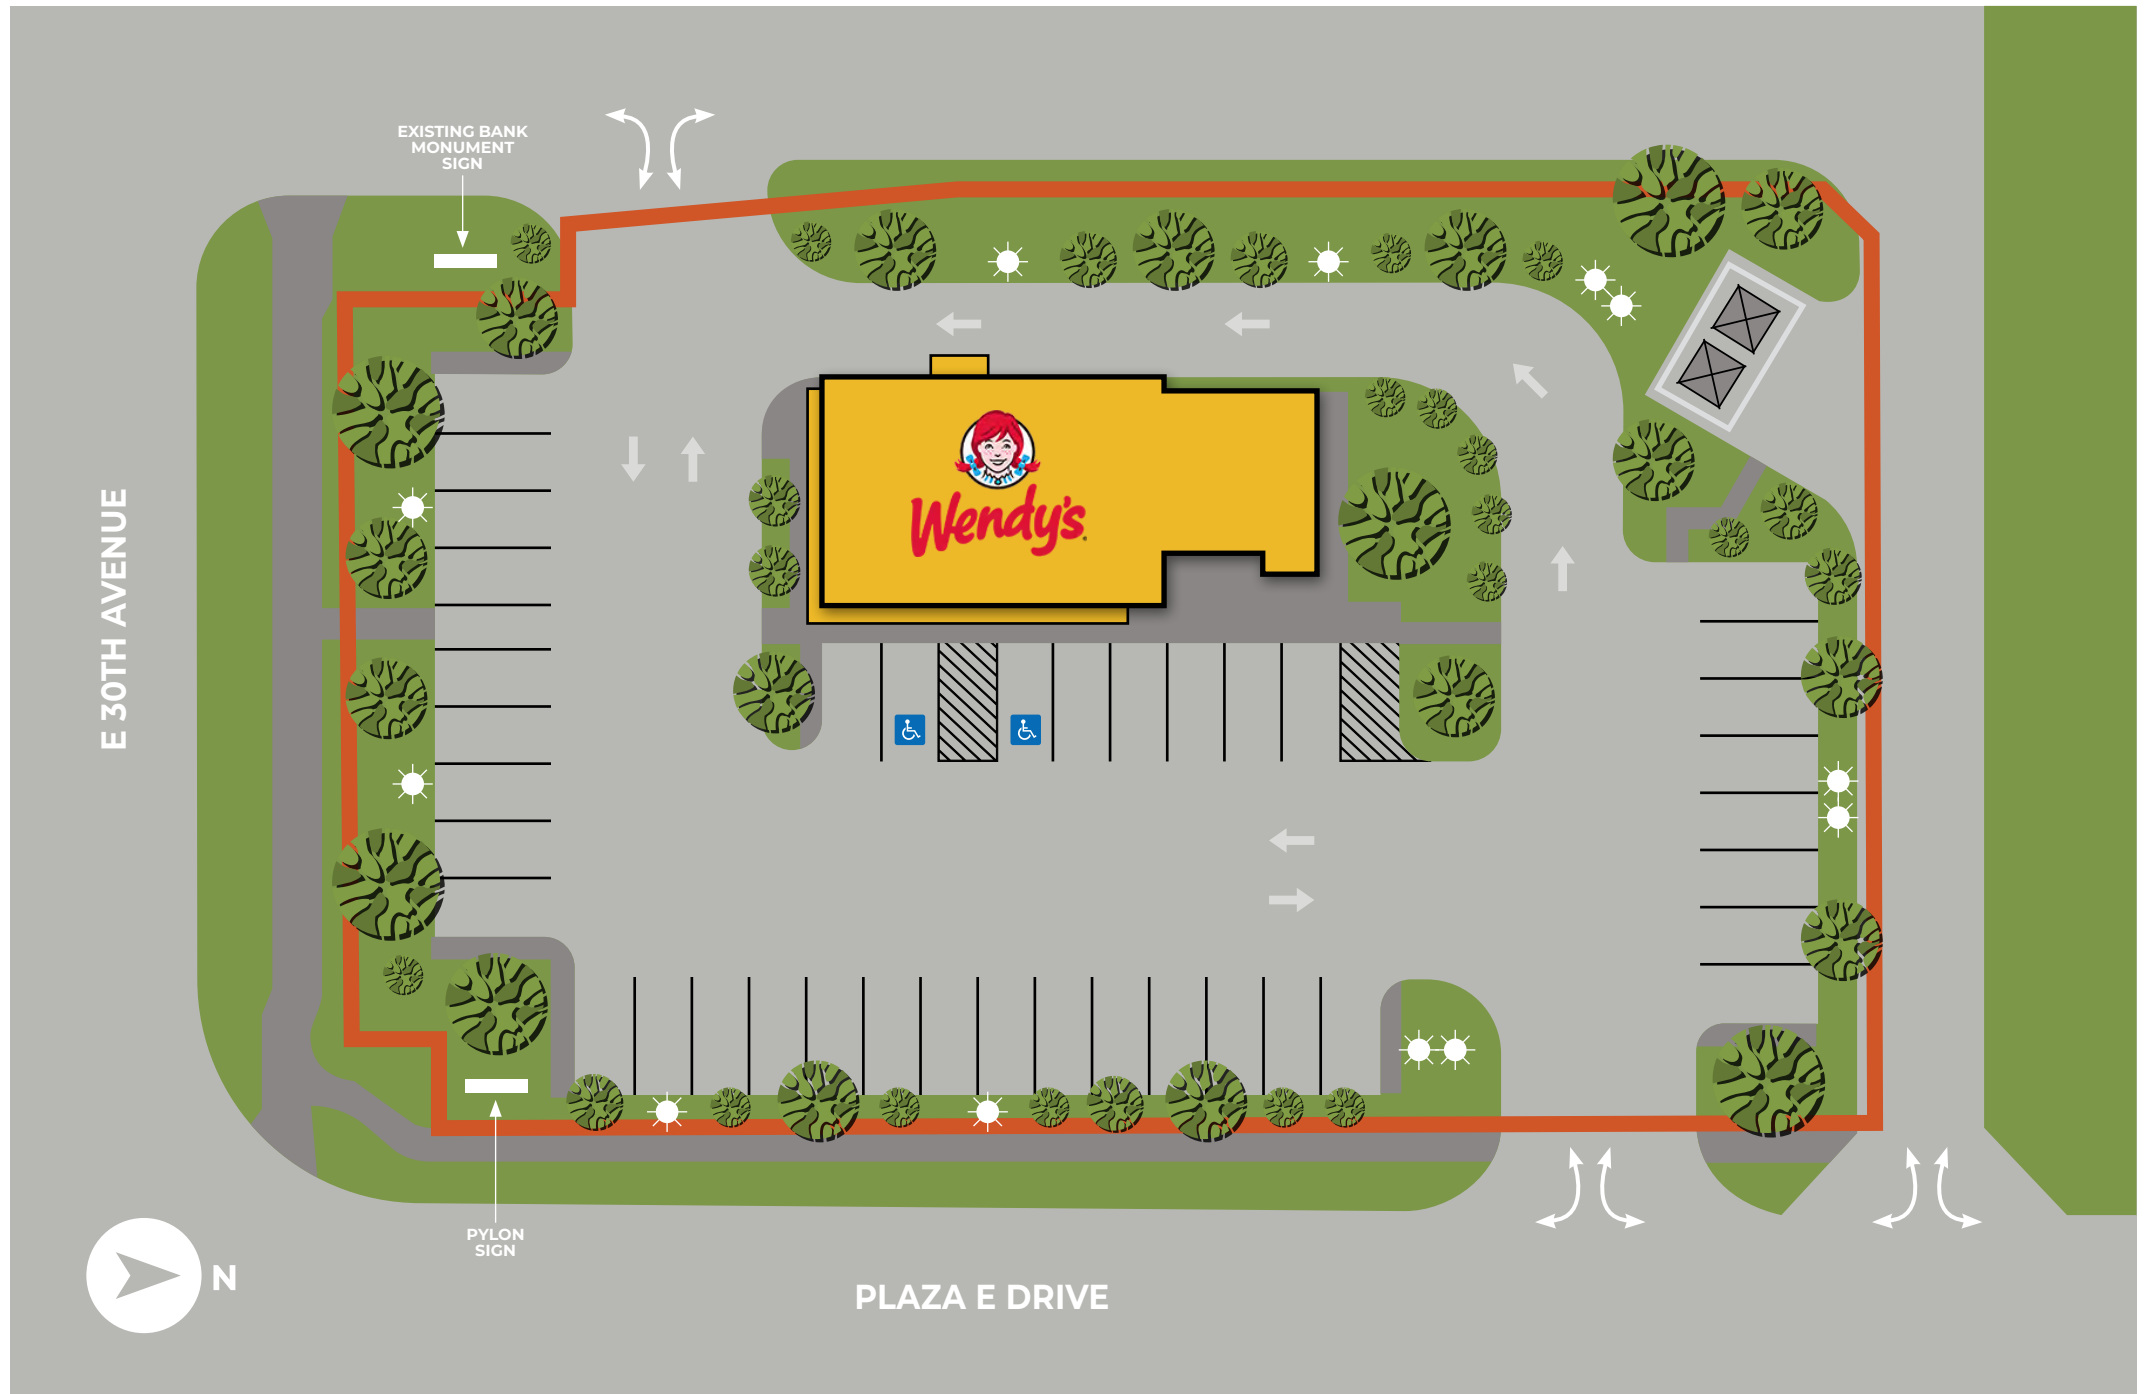 EXISTING BANK
MONUMENT
SIGN
E 30TH AVENUE
Wendy's
PYLON
SIGN
N
PLAZA E DRIVE